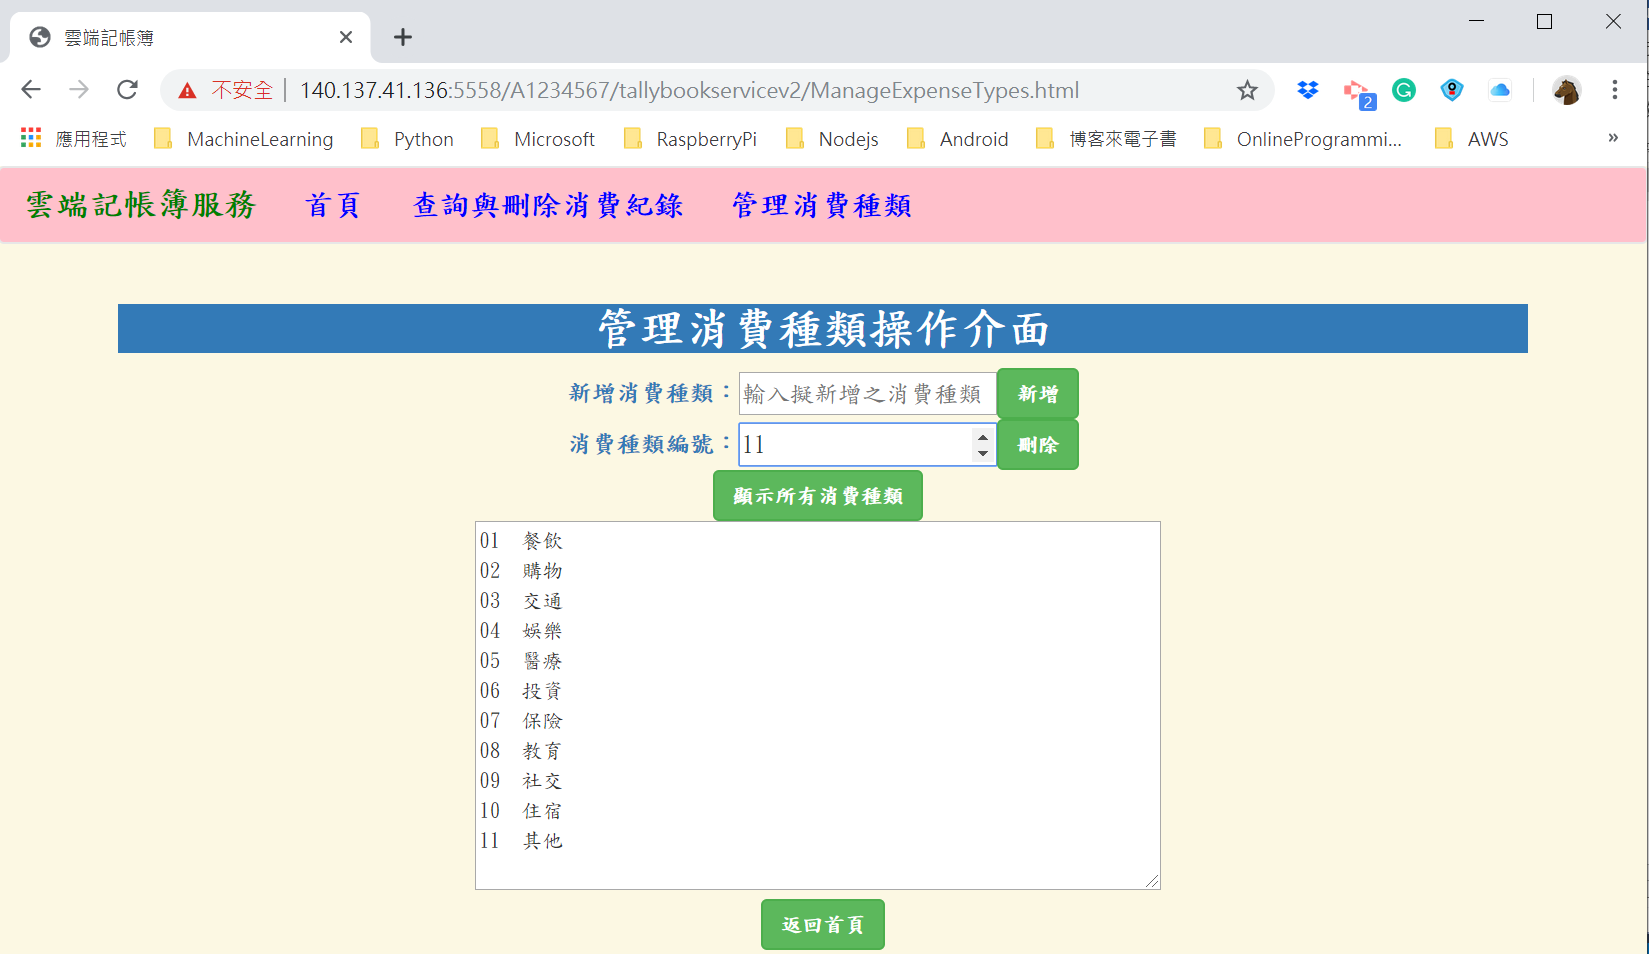 雲端記帳簿
不安全 140.137.41.136:5558/A1234567/tallybookservicev2/ManageExpenseTypes.html
2
應用程式 MachineLearning Python Microsoft RaspberryPi Nodejs Android 博客來電子書 OnlineProgrammi... AWS »
雲端記帳簿服務 首頁 查詢與刪除消費紀錄 管理消費種類
管理消費種類操作介面
新增消費種類： 輸入擬新增之消費種類 新增
消費種類編號： 11 刪除
顯示所有消費種類
01 餐飲
02 購物
03 交通
04 娛樂
05 醫療
06 投資
07 保險
08 教育
09 社交
10 住宿
11 其他
返回首頁